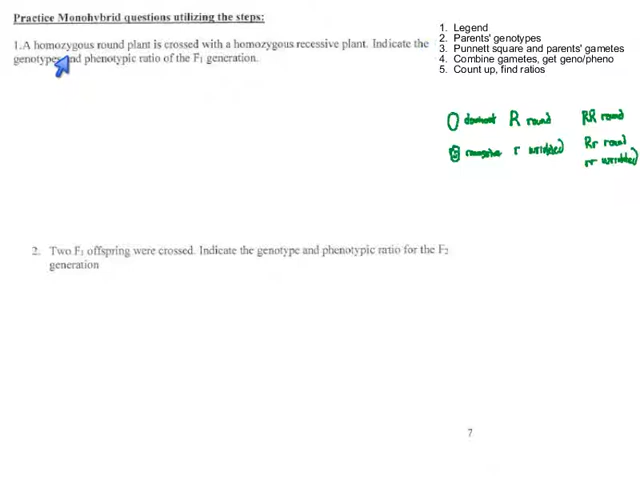 Practice Monohybrid questions utilizing the steps:
1.A homozygous round plant is crossed with a homozygous recessive plant. Indicate the
genotypes and phenotypic ratio of the F₁ generation.
1. Legend
2. Parents' genotypes
3. Punnett square and parents' gametes
4. Combine gametes, get geno/pheno
5. Count up, find ratios
dominant R round RR round
recessive r wrinkled Rr round
rr wrinkled
2. Two F₁ offspring were crossed. Indicate the genotype and phenotypic ratio for the F₂
generation
7